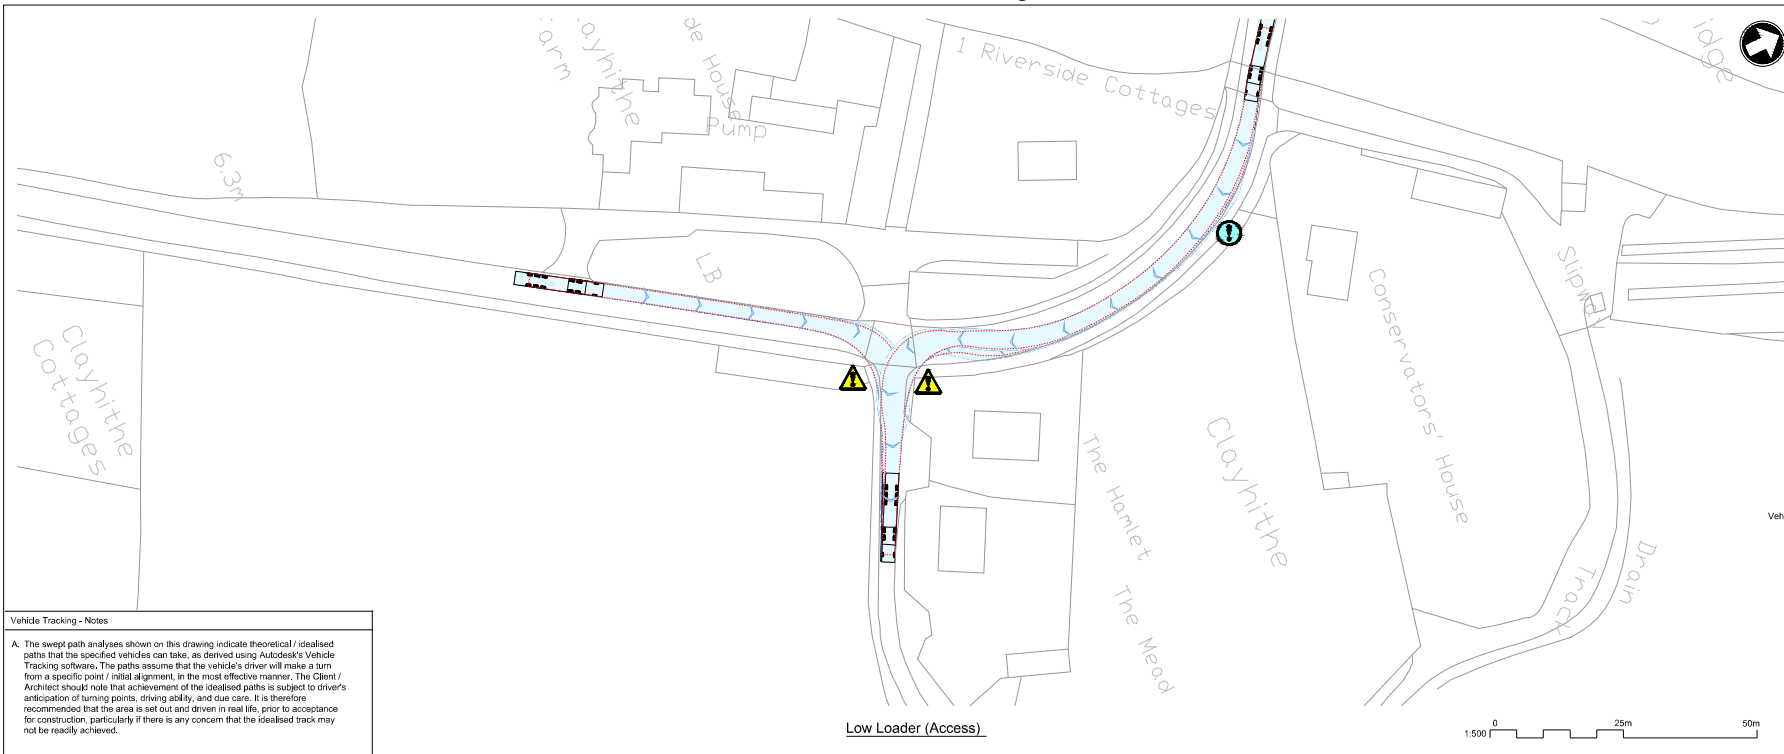 1 Riverside Cottages
Pump
6.3m
LB
Clayhithe
Cottages
Slipway
Conservators' House
Clayhithe
The Hamlet
The Mead
Drain
Track
Veh
Vehicle Tracking - Notes
A. The swept path analyses shown on this drawing indicate theoretical / idealised
paths that the specified vehicles can take, as derived using Autodesk's Vehicle
Tracking software. The paths assume that the vehicle's driver will make a turn
from a specific point / initial alignment, in the most effective manner. The Client /
Architect should note that achievement of the idealised paths is subject to driver's
anticipation of turning points, driving ability, and due care. It is therefore
recommended that the area is set out and driven in real life, prior to acceptance
for construction, particularly if there is any concern that the idealised track may
not be readily achieved.
Low Loader (Access)
1:500
0 25m 50m